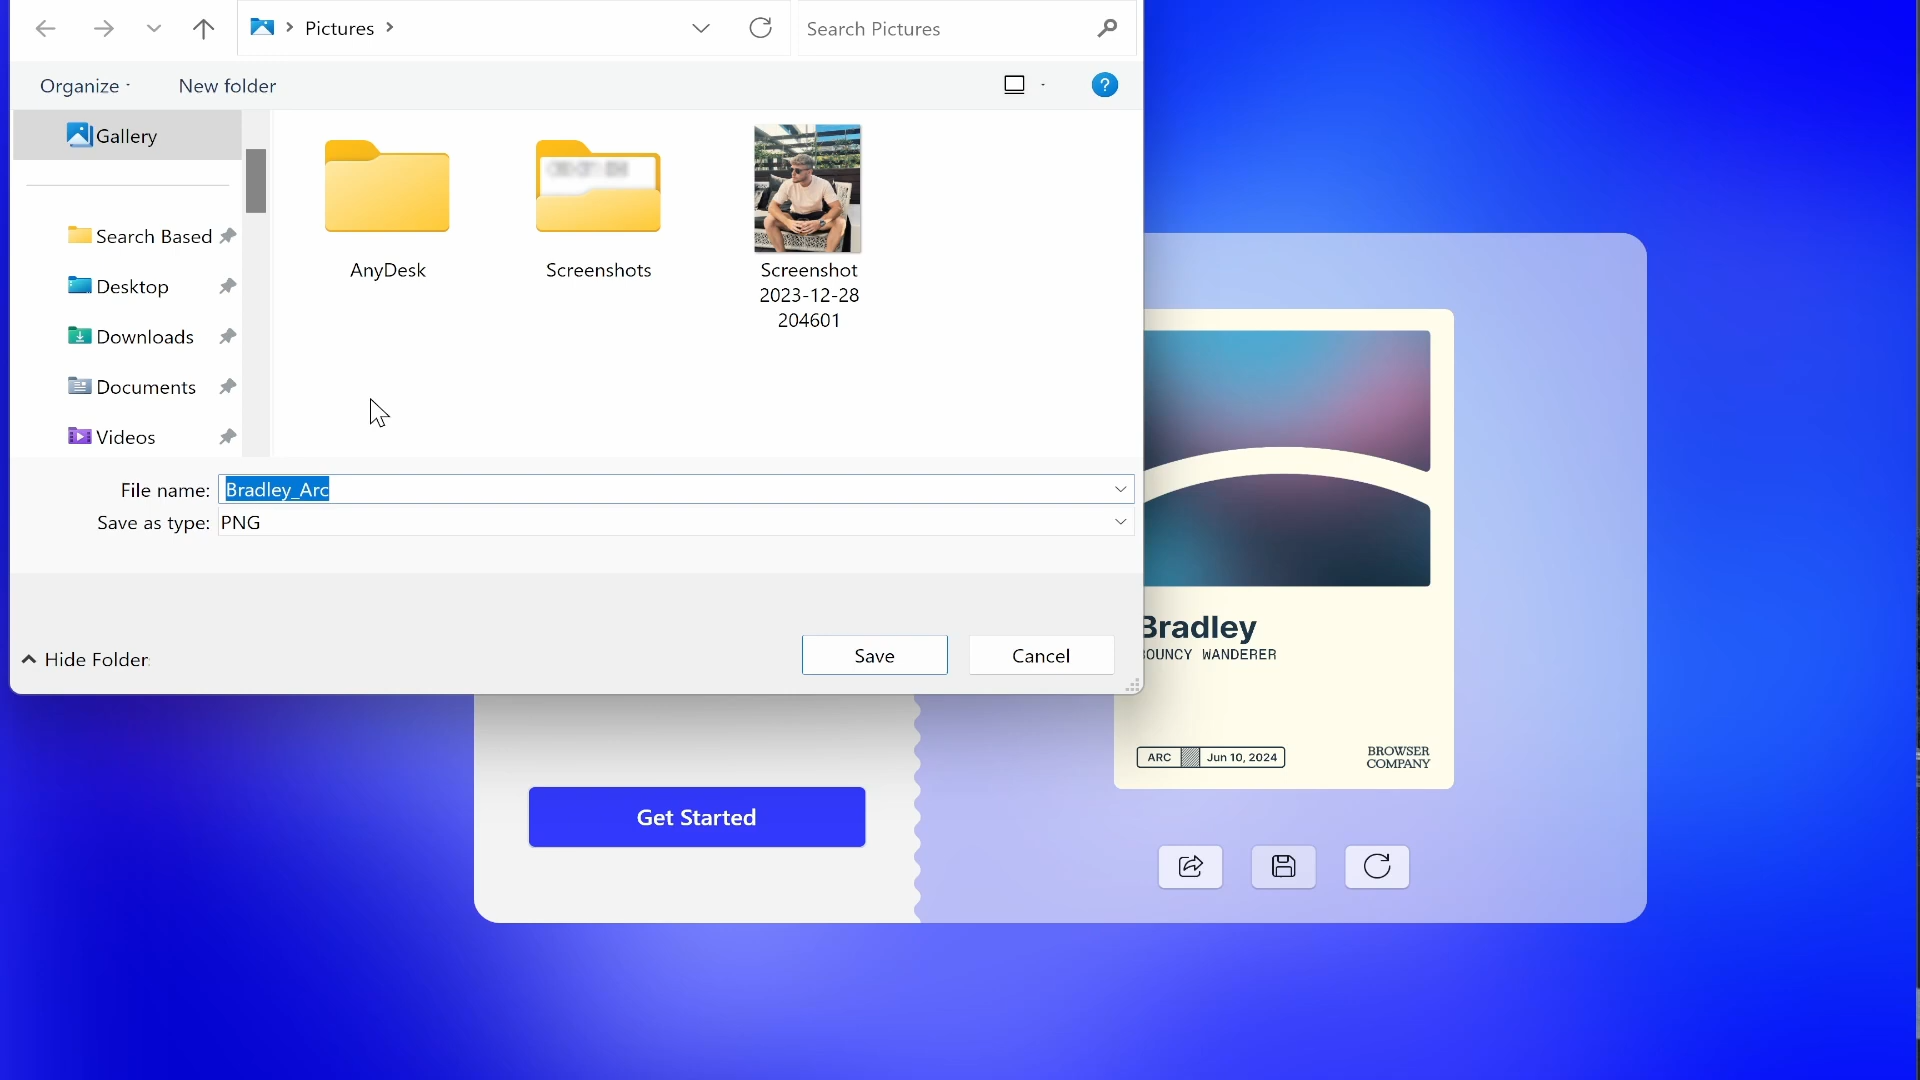 Pictures
Search Pictures
Organize
New folder
?
Gallery
Search Based
Desktop
Downloads
Documents
Videos
AnyDesk
Screenshots
Screenshot
2023-12-28
204601
File name: Bradley_Arc
Save as type: PNG
Hide Folder
Save
Cancel
Bradley
OUNCY WANDERER
ARC
Jun 10, 2024
BROWSER
COMPANY
Get Started